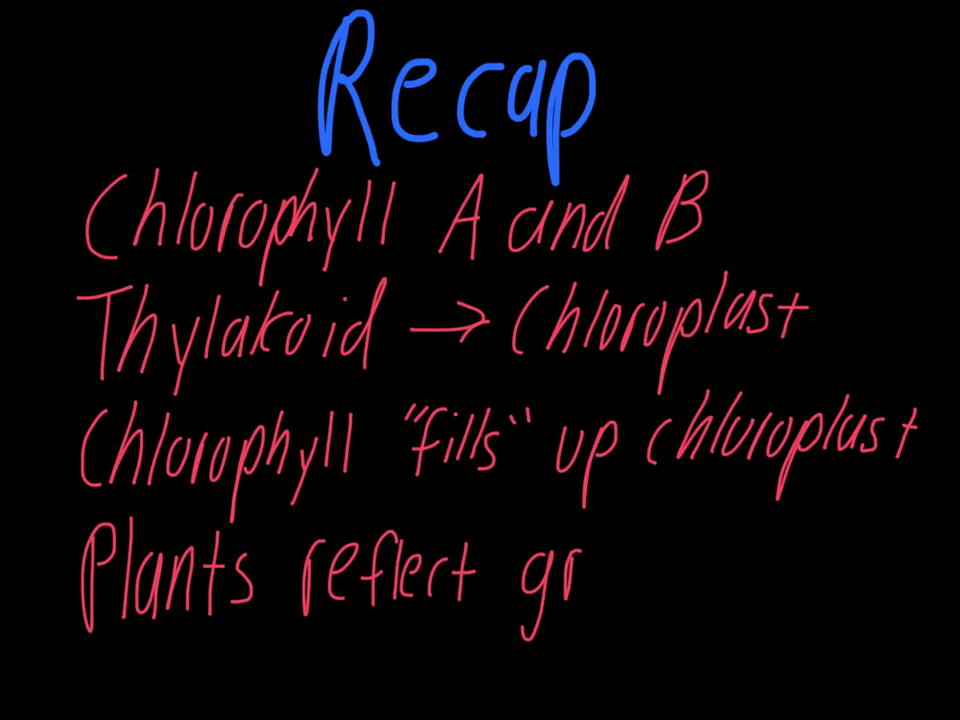 Recap
Chlorophyll A and B
Thylakoid → Chloroplast
Chlorophyll "fills" up chloroplast
Plants reflect gr